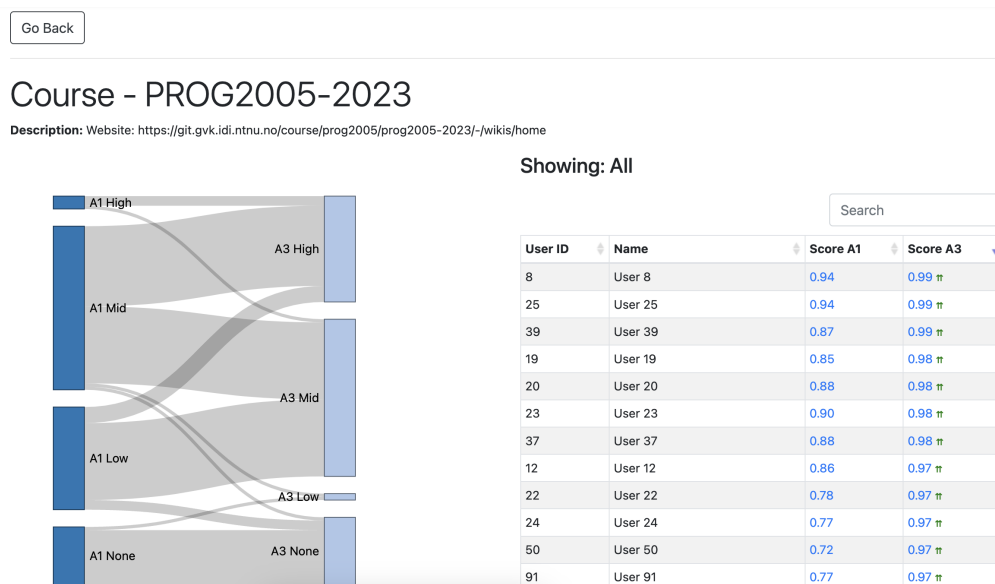 Go Back
Course - PROG2005-2023
Description: Website: https://git.gvk.idi.ntnu.no/course/prog2005/prog2005-2023/-/wikis/home
A1 High
A3 High
A1 Mid
A3 Mid
A1 Low
A3 Low
A3 None
A1 None
Showing: All
Search
User ID Name Score A1 Score A3
8 User 8 0.94 0.99 ⇈
25 User 25 0.94 0.99 ⇈
39 User 39 0.87 0.99 ⇈
19 User 19 0.85 0.98 ⇈
20 User 20 0.88 0.98 ⇈
23 User 23 0.90 0.98 ⇈
37 User 37 0.88 0.98 ⇈
12 User 12 0.86 0.97 ⇈
22 User 22 0.78 0.97 ⇈
24 User 24 0.77 0.97 ⇈
50 User 50 0.72 0.97 ⇈
91 User 91 0.77 0.97 ⇈